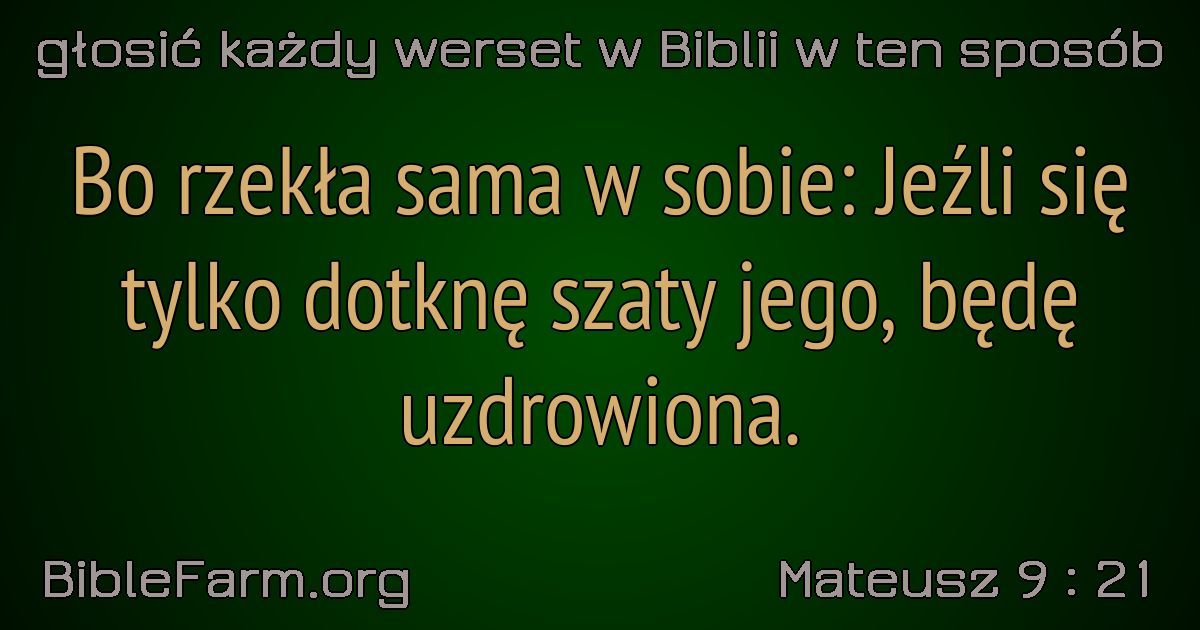 głosić każdy werset w Biblii w ten sposób
Bo rzekła sama w sobie: Jeźli się
tylko dotknę szaty jego, będę
uzdrowiona.
BibleFarm.org
Mateusz 9 : 21